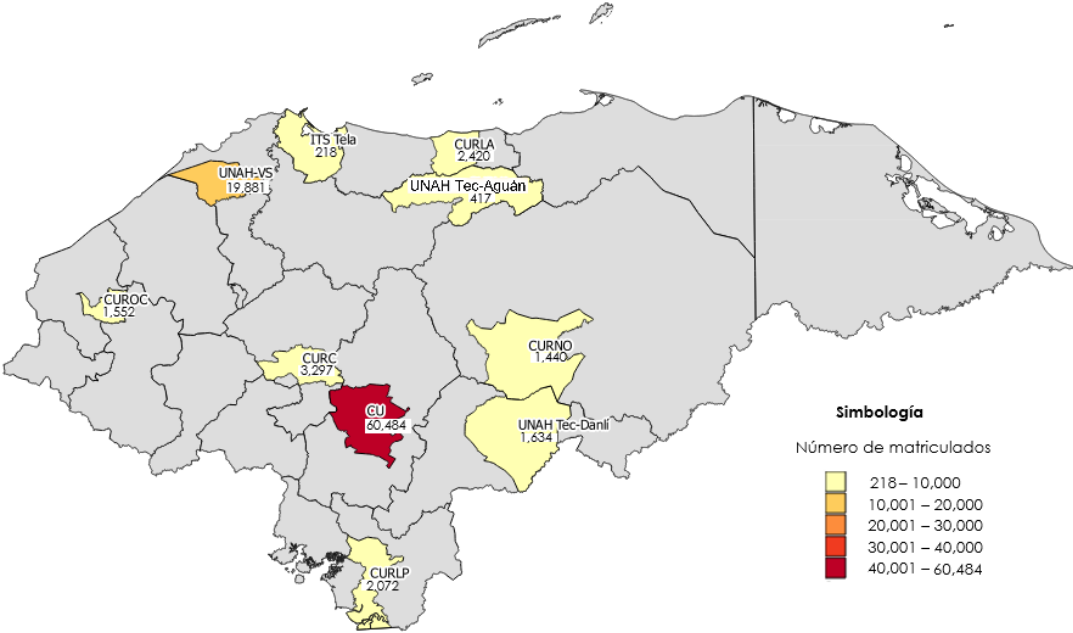 ITS Tela
218
CURLA
2,420
UNAH-VS
19,881
UNAH Tec-Aguán
417
CUROC
1,552
CURNO
1,440
CURC
3,297
CU
60,484
UNAH Tec-Danlí
1,634
CURLP
2,072
Simbología
Número de matriculados
218 – 10,000
10,001 – 20,000
20,001 – 30,000
30,001 – 40,000
40,001 – 60,484